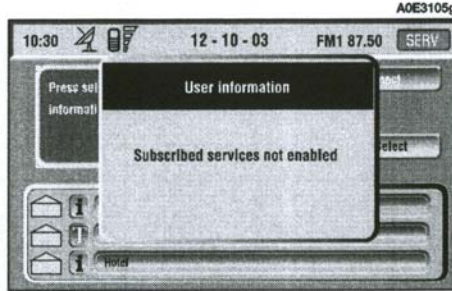 A0E3105g
10:30 12 - 10 - 03 FM1 87.50 SERV
Press sel
informati
User information
Subscribed services not enabled
elect
i
i
i Hotel